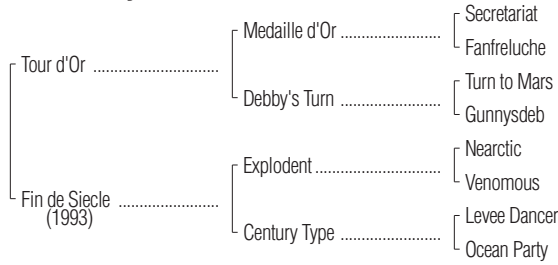 Secretariat
Medaille d'Or ........................
Fanfreluche
Tour d'Or ..............................
Turn to Mars
Debby's Turn ........................
Gunnysdeb
Nearctic
Explodent ..............................
Venomous
Fin de Siecle ........................
(1993)
Levee Dancer
Century Type ........................
Ocean Party